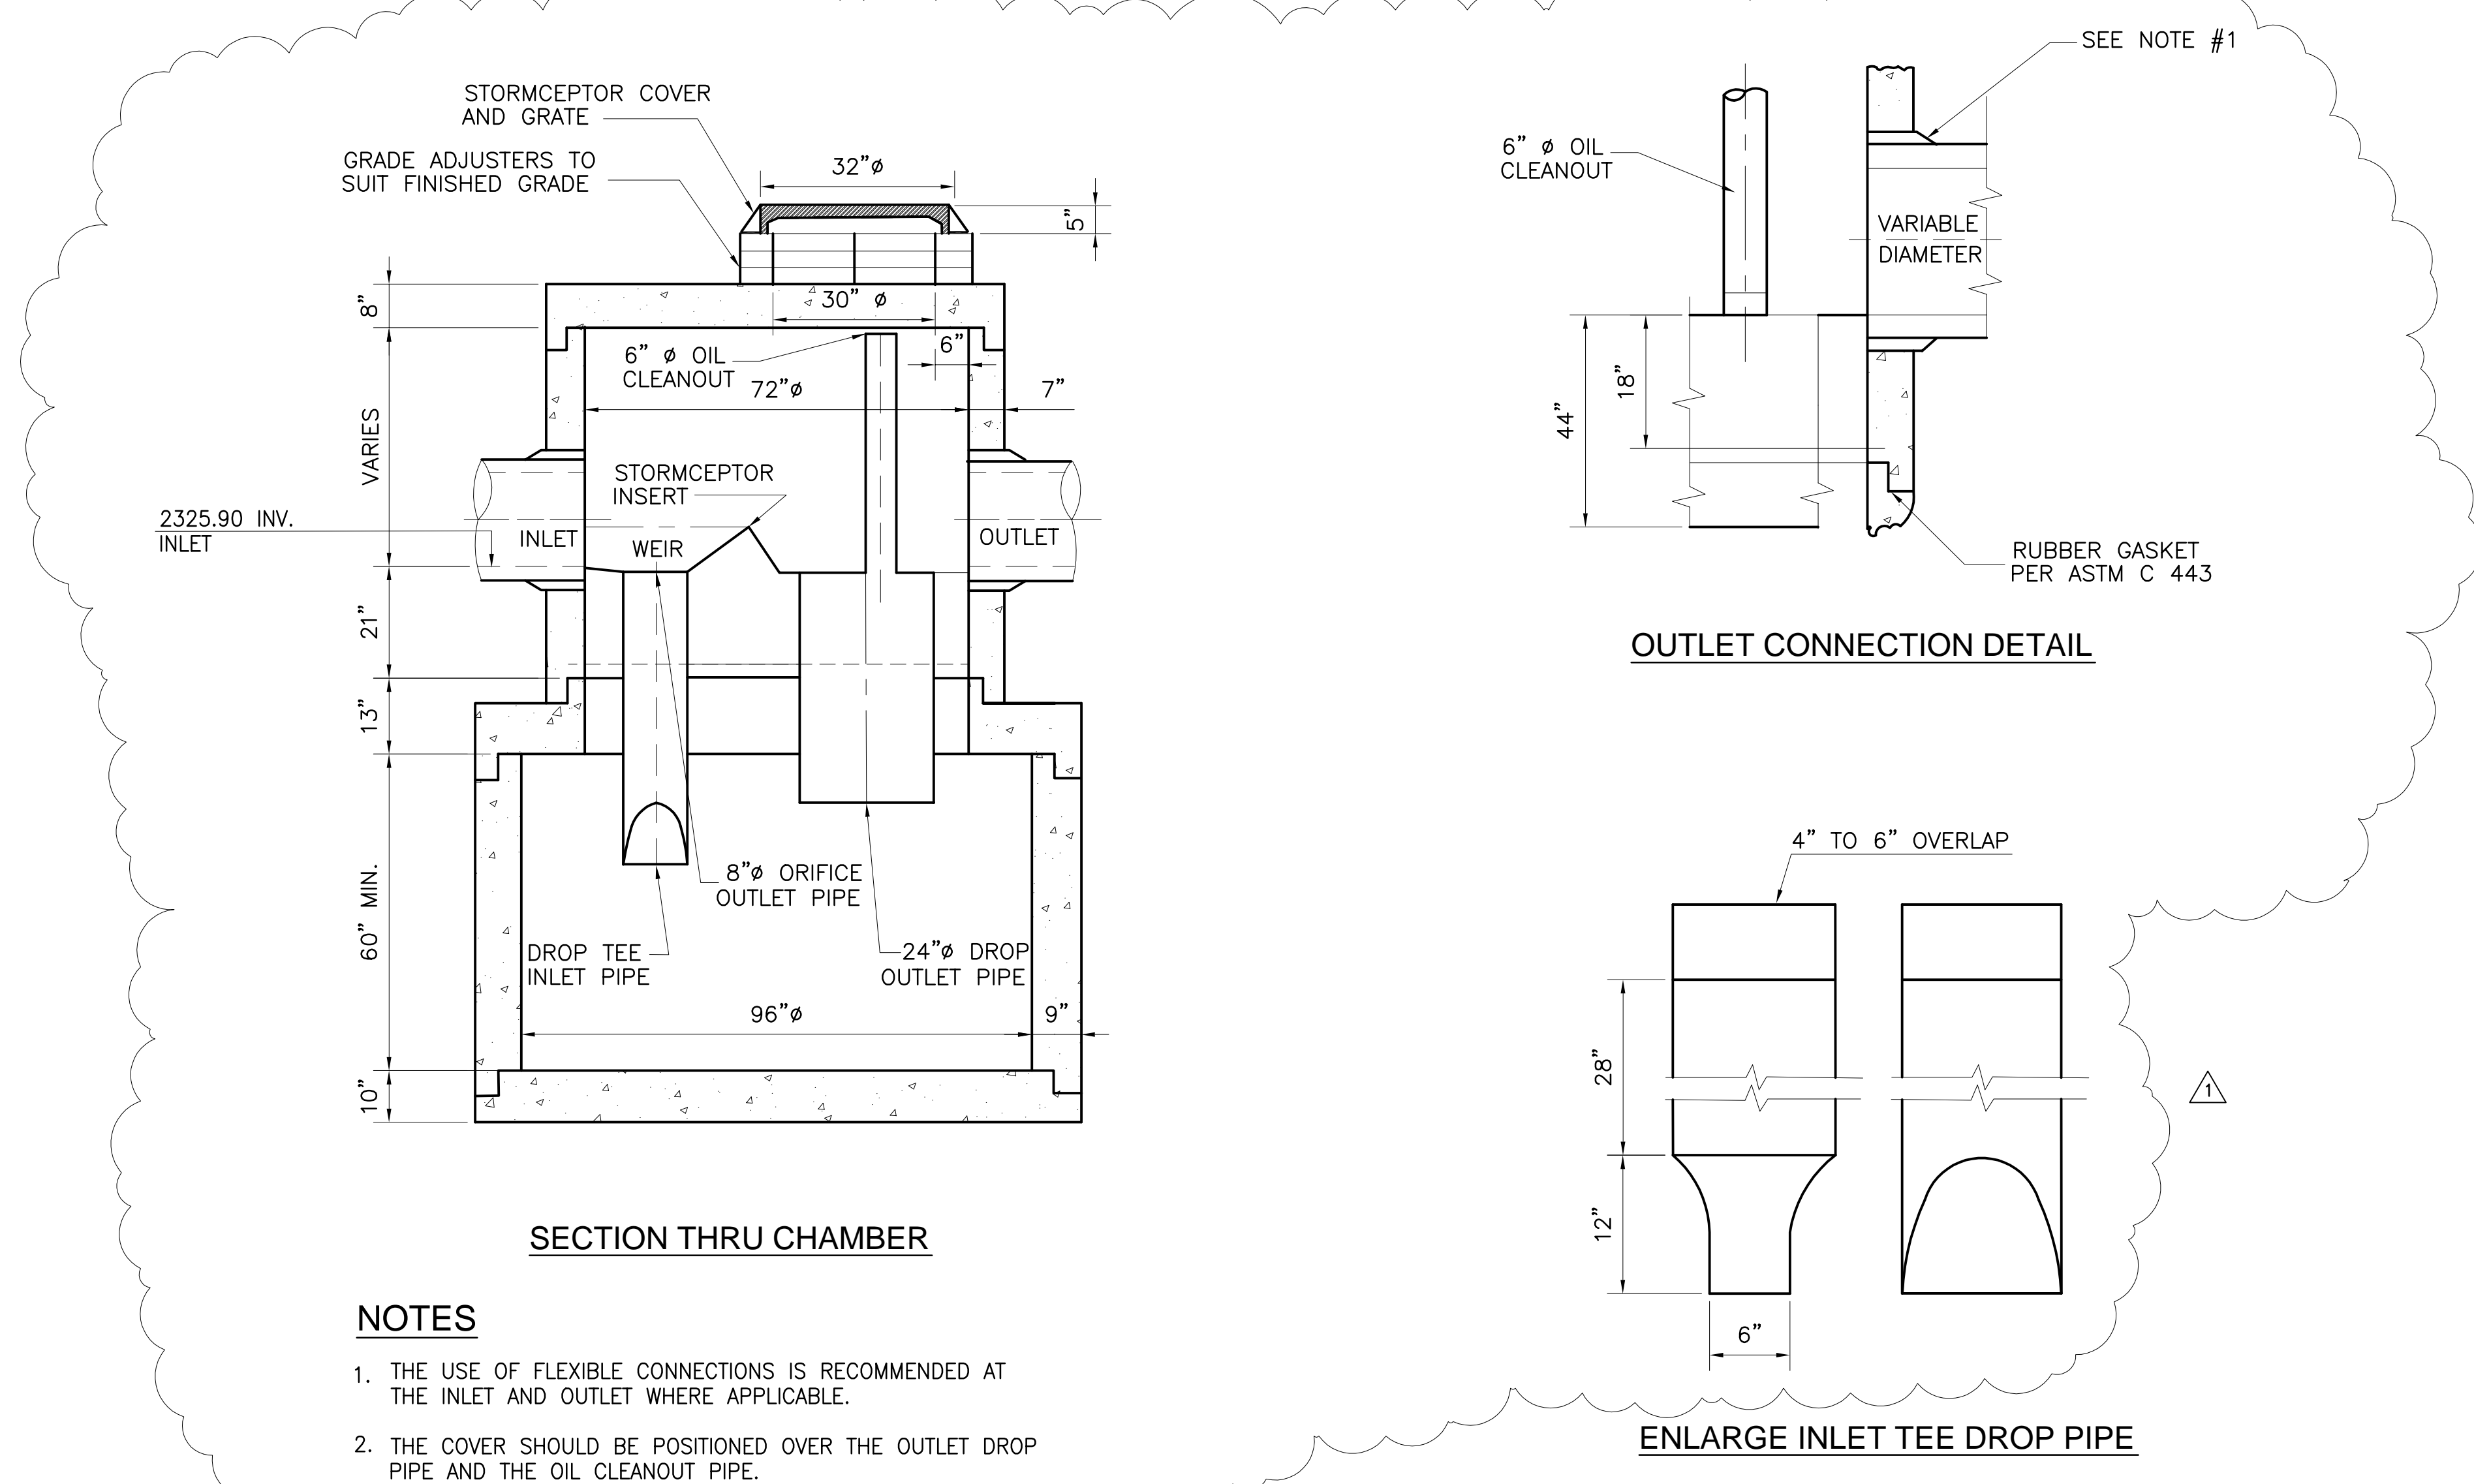 STORMCEPTOR COVER
AND GRATE
GRADE ADJUSTERS TO
SUIT FINISHED GRADE
32"ø
5"
8"
30" ø
6"
6" ø OIL
CLEANOUT
72"ø
7"
VARIES
STORMCEPTOR
INSERT
2325.90 INV.
INLET
INLET
WEIR
OUTLET
21"
13"
8"ø ORIFICE
OUTLET PIPE
60" MIN.
DROP TEE
INLET PIPE
24"ø DROP
OUTLET PIPE
96"ø
9"
10"
SECTION THRU CHAMBER
NOTES
1. THE USE OF FLEXIBLE CONNECTIONS IS RECOMMENDED AT
THE INLET AND OUTLET WHERE APPLICABLE.
2. THE COVER SHOULD BE POSITIONED OVER THE OUTLET DROP
PIPE AND THE OIL CLEANOUT PIPE.
SEE NOTE #1
6" ø OIL
CLEANOUT
VARIABLE
DIAMETER
18"
44"
RUBBER GASKET
PER ASTM C 443
OUTLET CONNECTION DETAIL
4" TO 6" OVERLAP
28"
1
12"
6"
ENLARGE INLET TEE DROP PIPE